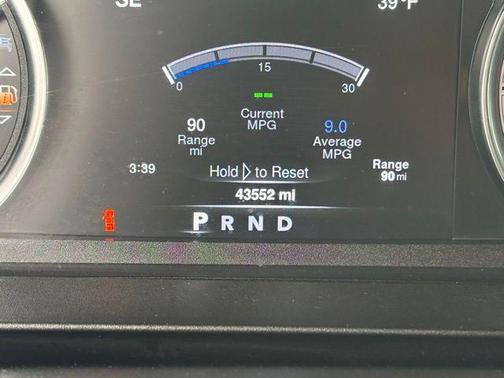 SE
39°F
0
15
30
--
Current
MPG
90
Range
mi
9.0
Average
MPG
3:39
Hold ▷ to Reset
Range
90 mi
43552 mi
P R N D